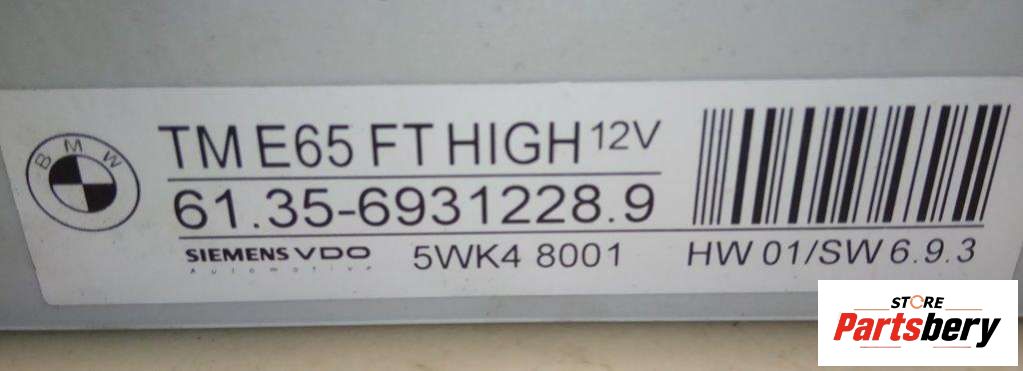 BMW
TM E65 FT HIGH 12V
61.35-6931228.9
SIEMENS VDO
Automotive
5WK4 8001
HW 01/SW 6.9.3
STORE
Partsbery